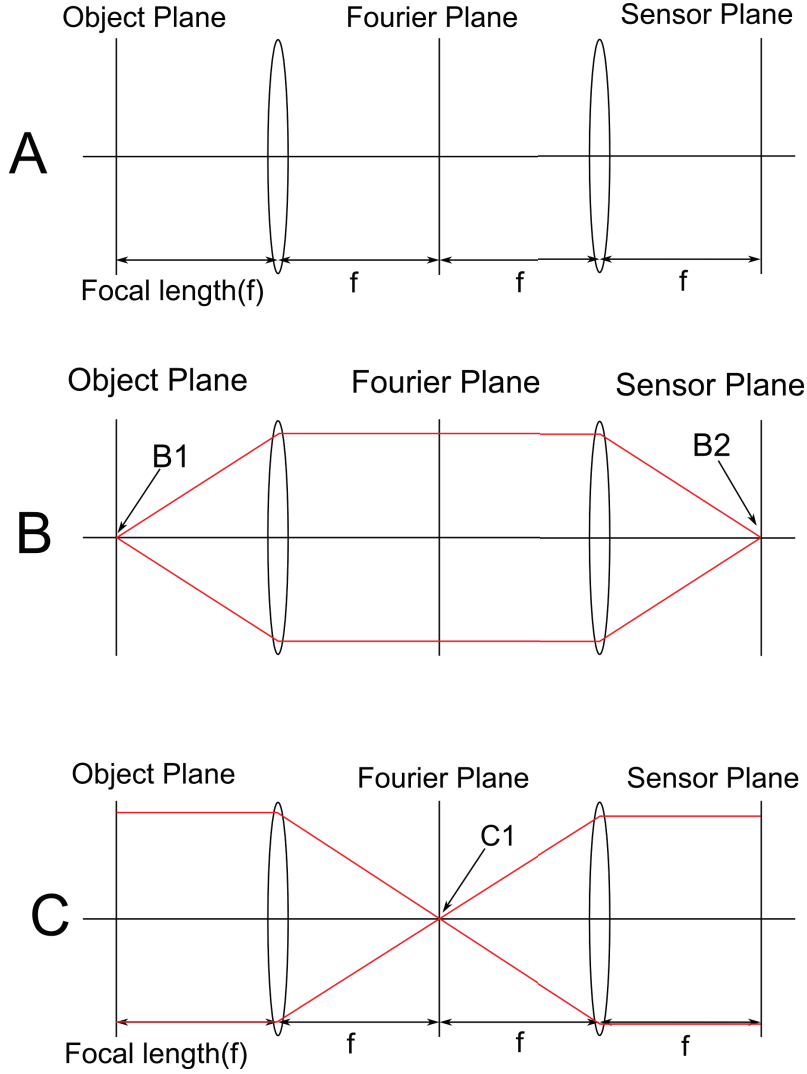 Object Plane
Fourier Plane
Sensor Plane
A
Focal length(f)
f
f
f
Object Plane
Fourier Plane
Sensor Plane
B1
B2
B
Object Plane
Fourier Plane
Sensor Plane
C1
C
Focal length(f)
f
f
f